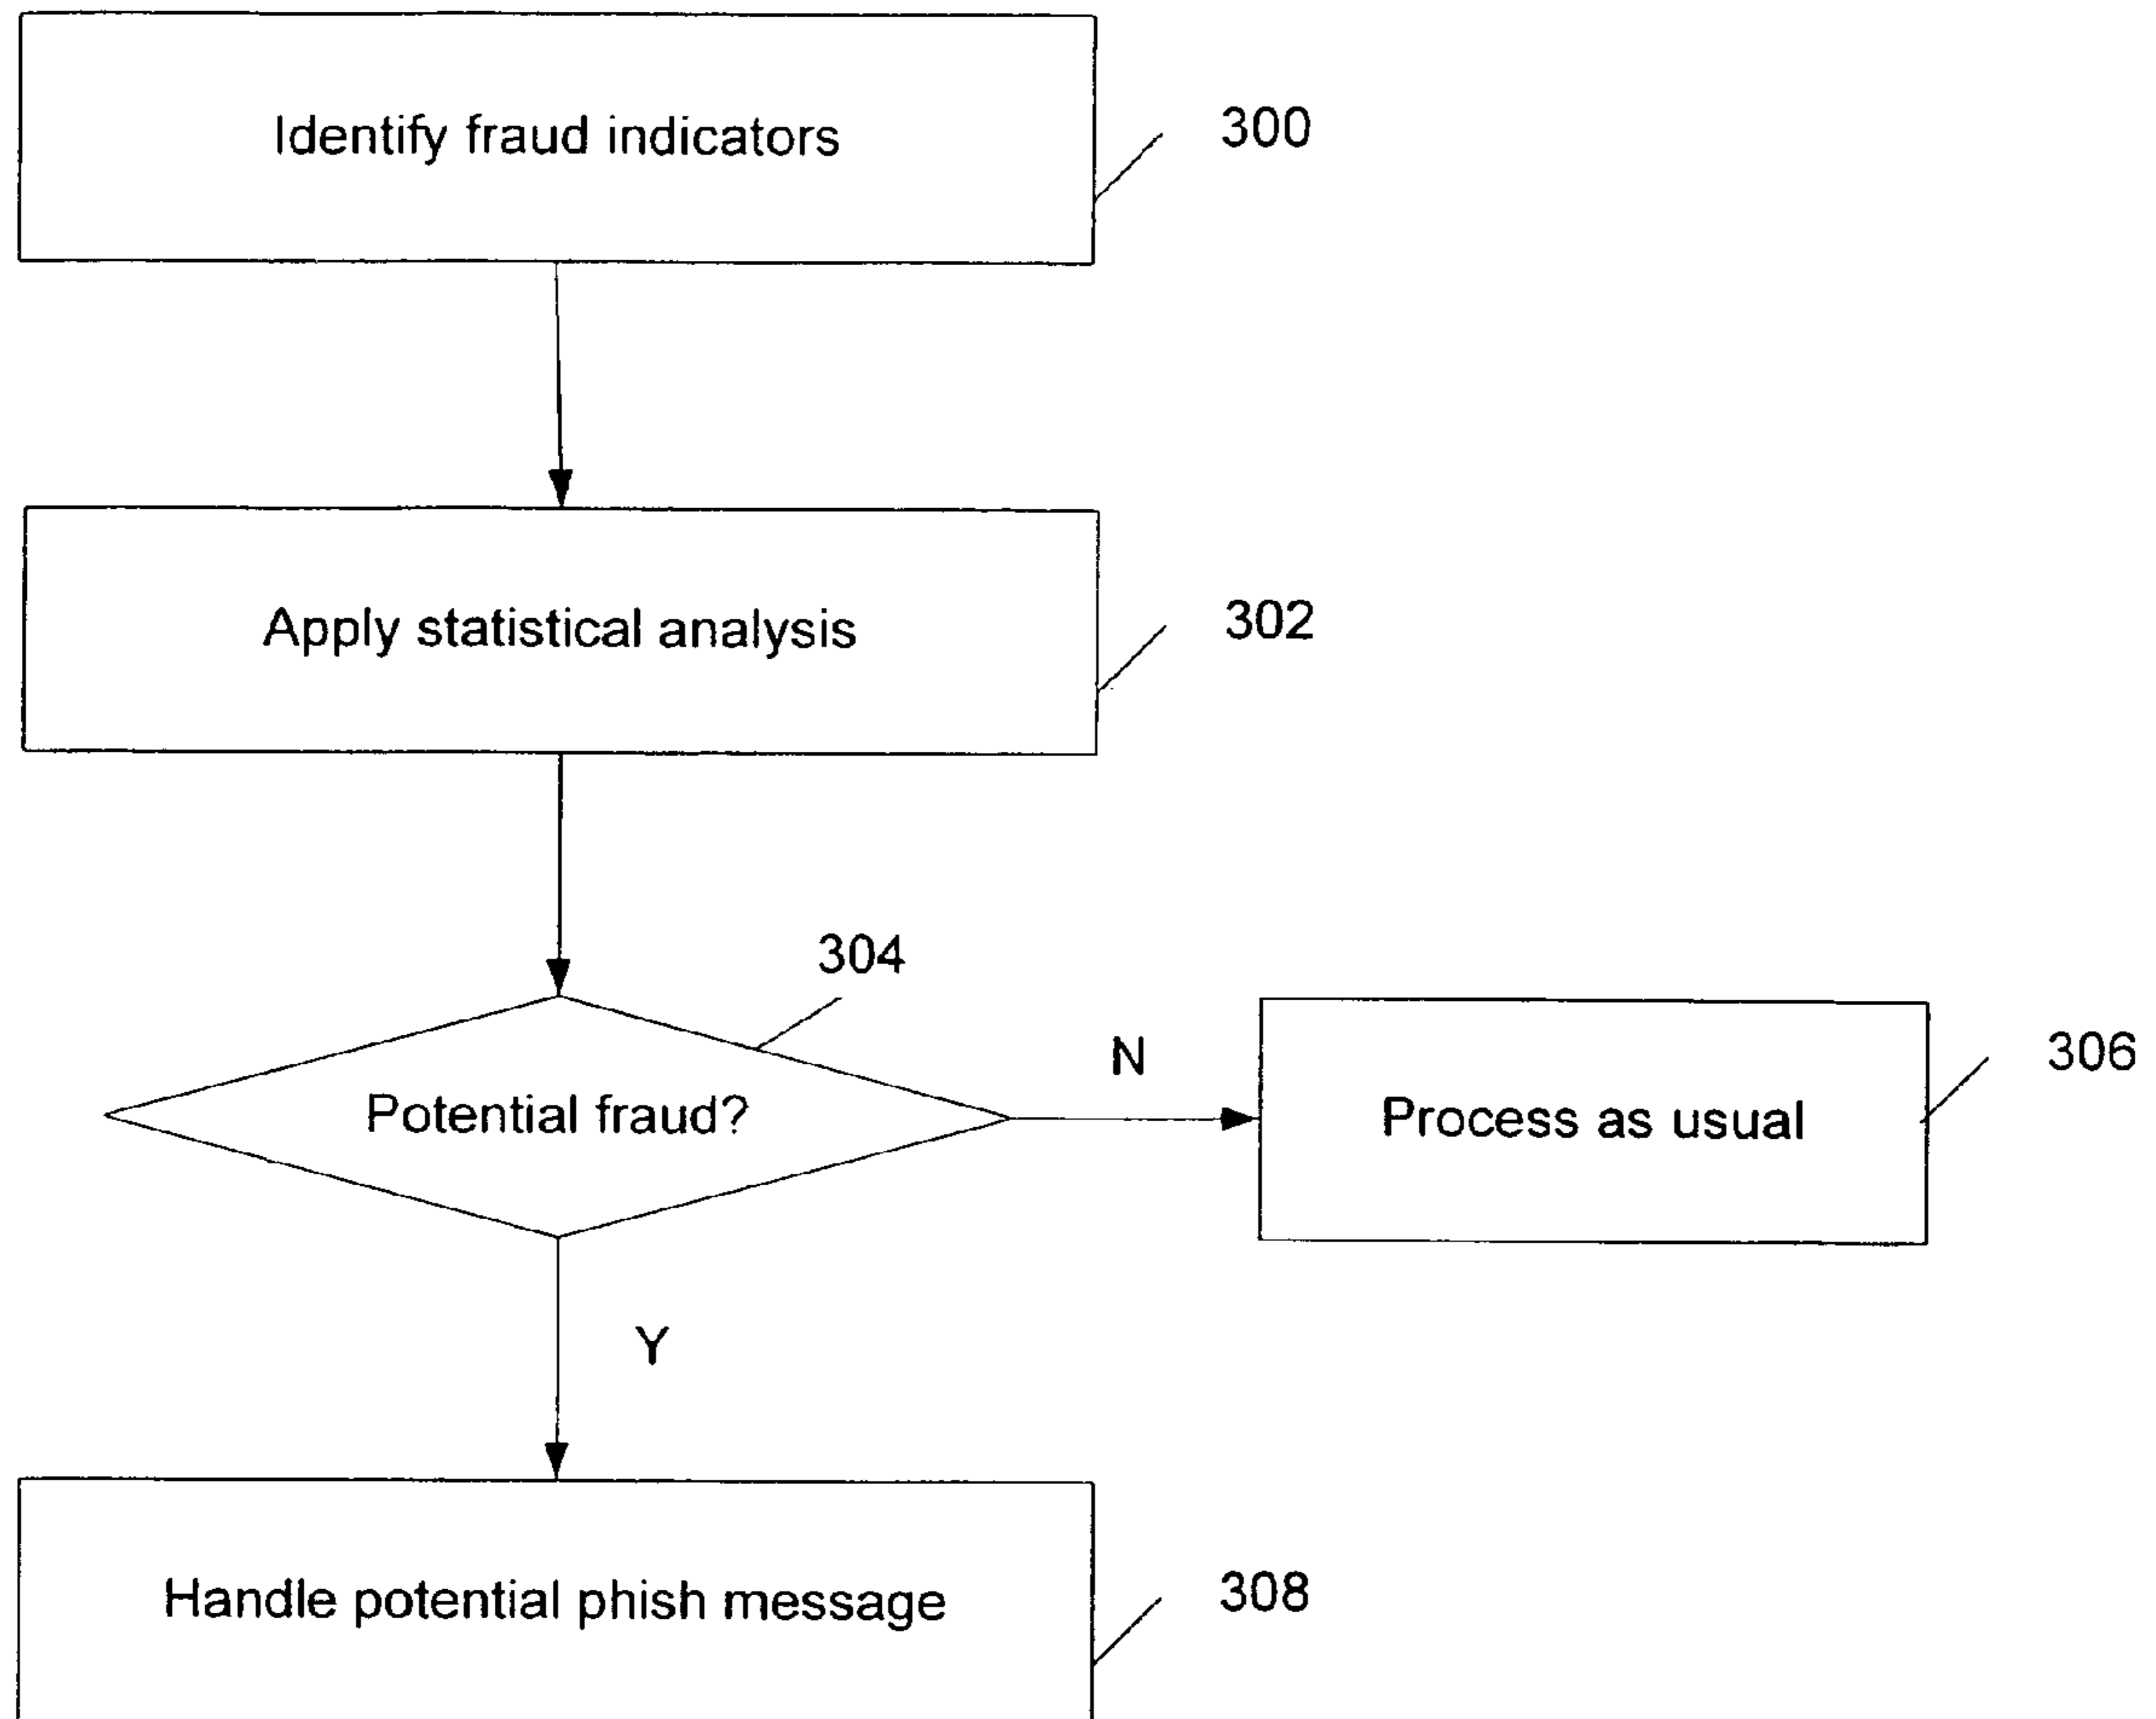 Identify fraud indicators
300
Apply statistical analysis
302
304
Potential fraud?
N
Process as usual
306
Y
Handle potential phish message
308